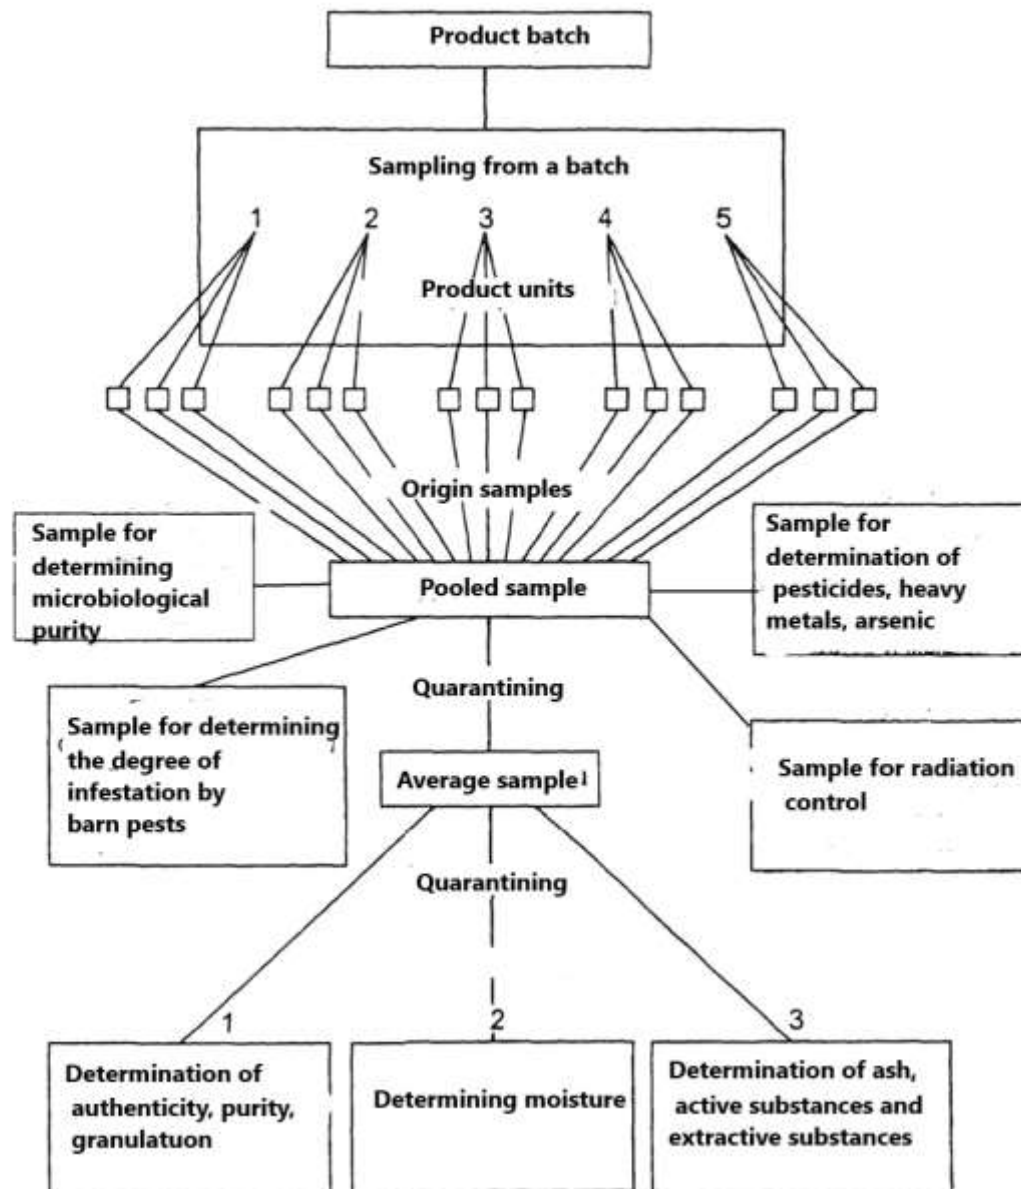 Product batch
Sampling from a batch
1 2 3 4 5
Product units
Origin samples
Sample for
determining
microbiological
purity
Pooled sample
Sample for
determination of
pesticides, heavy
metals, arsenic
Quarantining
Sample for determining
the degree of
infestation by
barn pests
Average sample
Sample for radiation
control
Quarantining
1 2 3
Determination of
authenticity, purity,
granulatuon
Determining moisture
Determination of ash,
active substances and
extractive substances